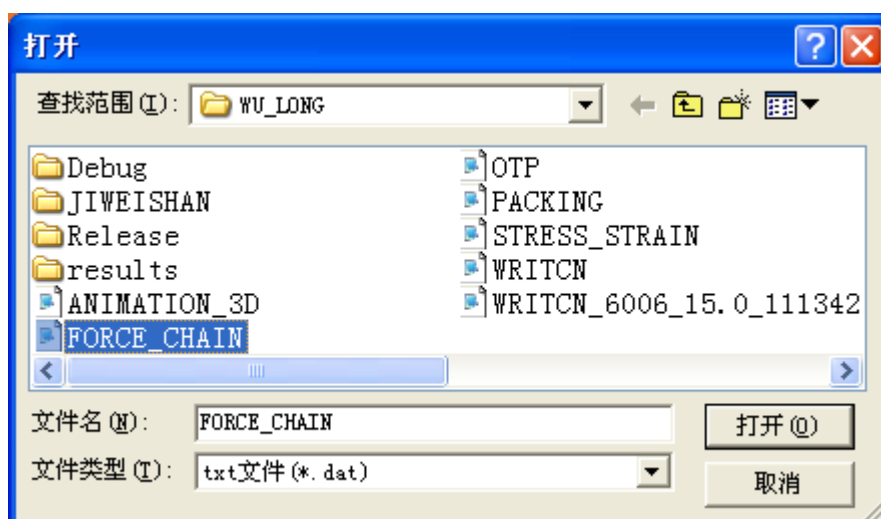 打开
查找范围(I): WU_LONG
Debug
JIWEISHAN
Release
results
ANIMATION_3D
FORCE_CHAIN
OTP
PACKING
STRESS_STRAIN
WRITCN
WRITCN_6006_15.0_111342
文件名(N): FORCE_CHAIN
打开(O)
文件类型(T): txt文件(*.dat)
取消